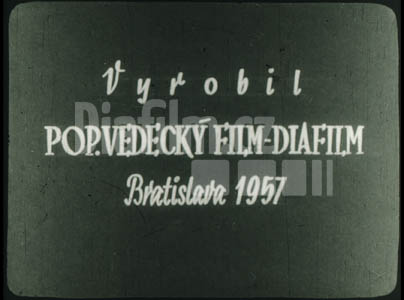 Vyrobil
POP.VEDECKÝ FILM-DIAFILM
Bratislava 1957
Diafilm.cz